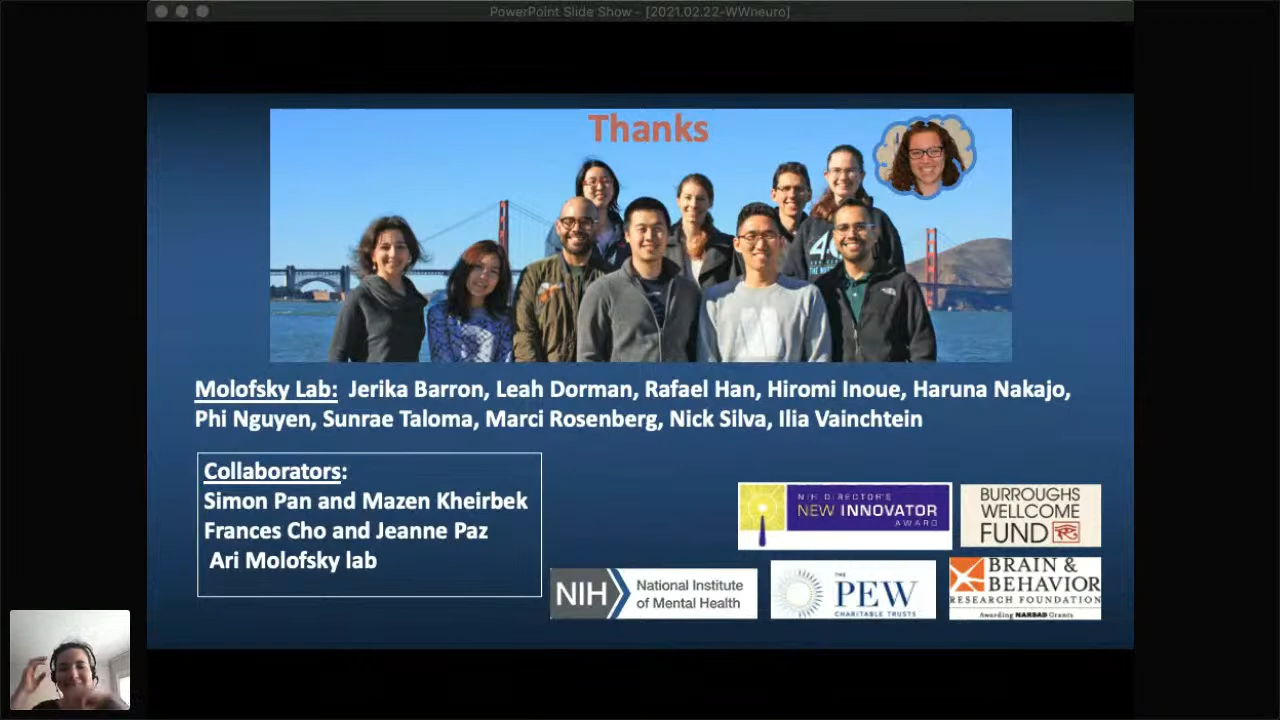 PowerPoint Slide Show - [2021.02.22-WWneuro]
Thanks
Molofsky Lab: Jerika Barron, Leah Dorman, Rafael Han, Hiromi Inoue, Haruna Nakajo,
Phi Nguyen, Sunrae Taloma, Marci Rosenberg, Nick Silva, Ilia Vainchtein
Collaborators:
Simon Pan and Mazen Kheirbek
Frances Cho and Jeanne Paz
Ari Molofsky lab
NIH DIRECTOR'S
NEW INNOVATOR
AWARD
BURROUGHS
WELLCOME
FUND
NIH
National Institute
of Mental Health
THE
PEW
CHARITABLE TRUSTS
BRAIN &
BEHAVIOR
RESEARCH FOUNDATION
Awarding NARSAD Grants